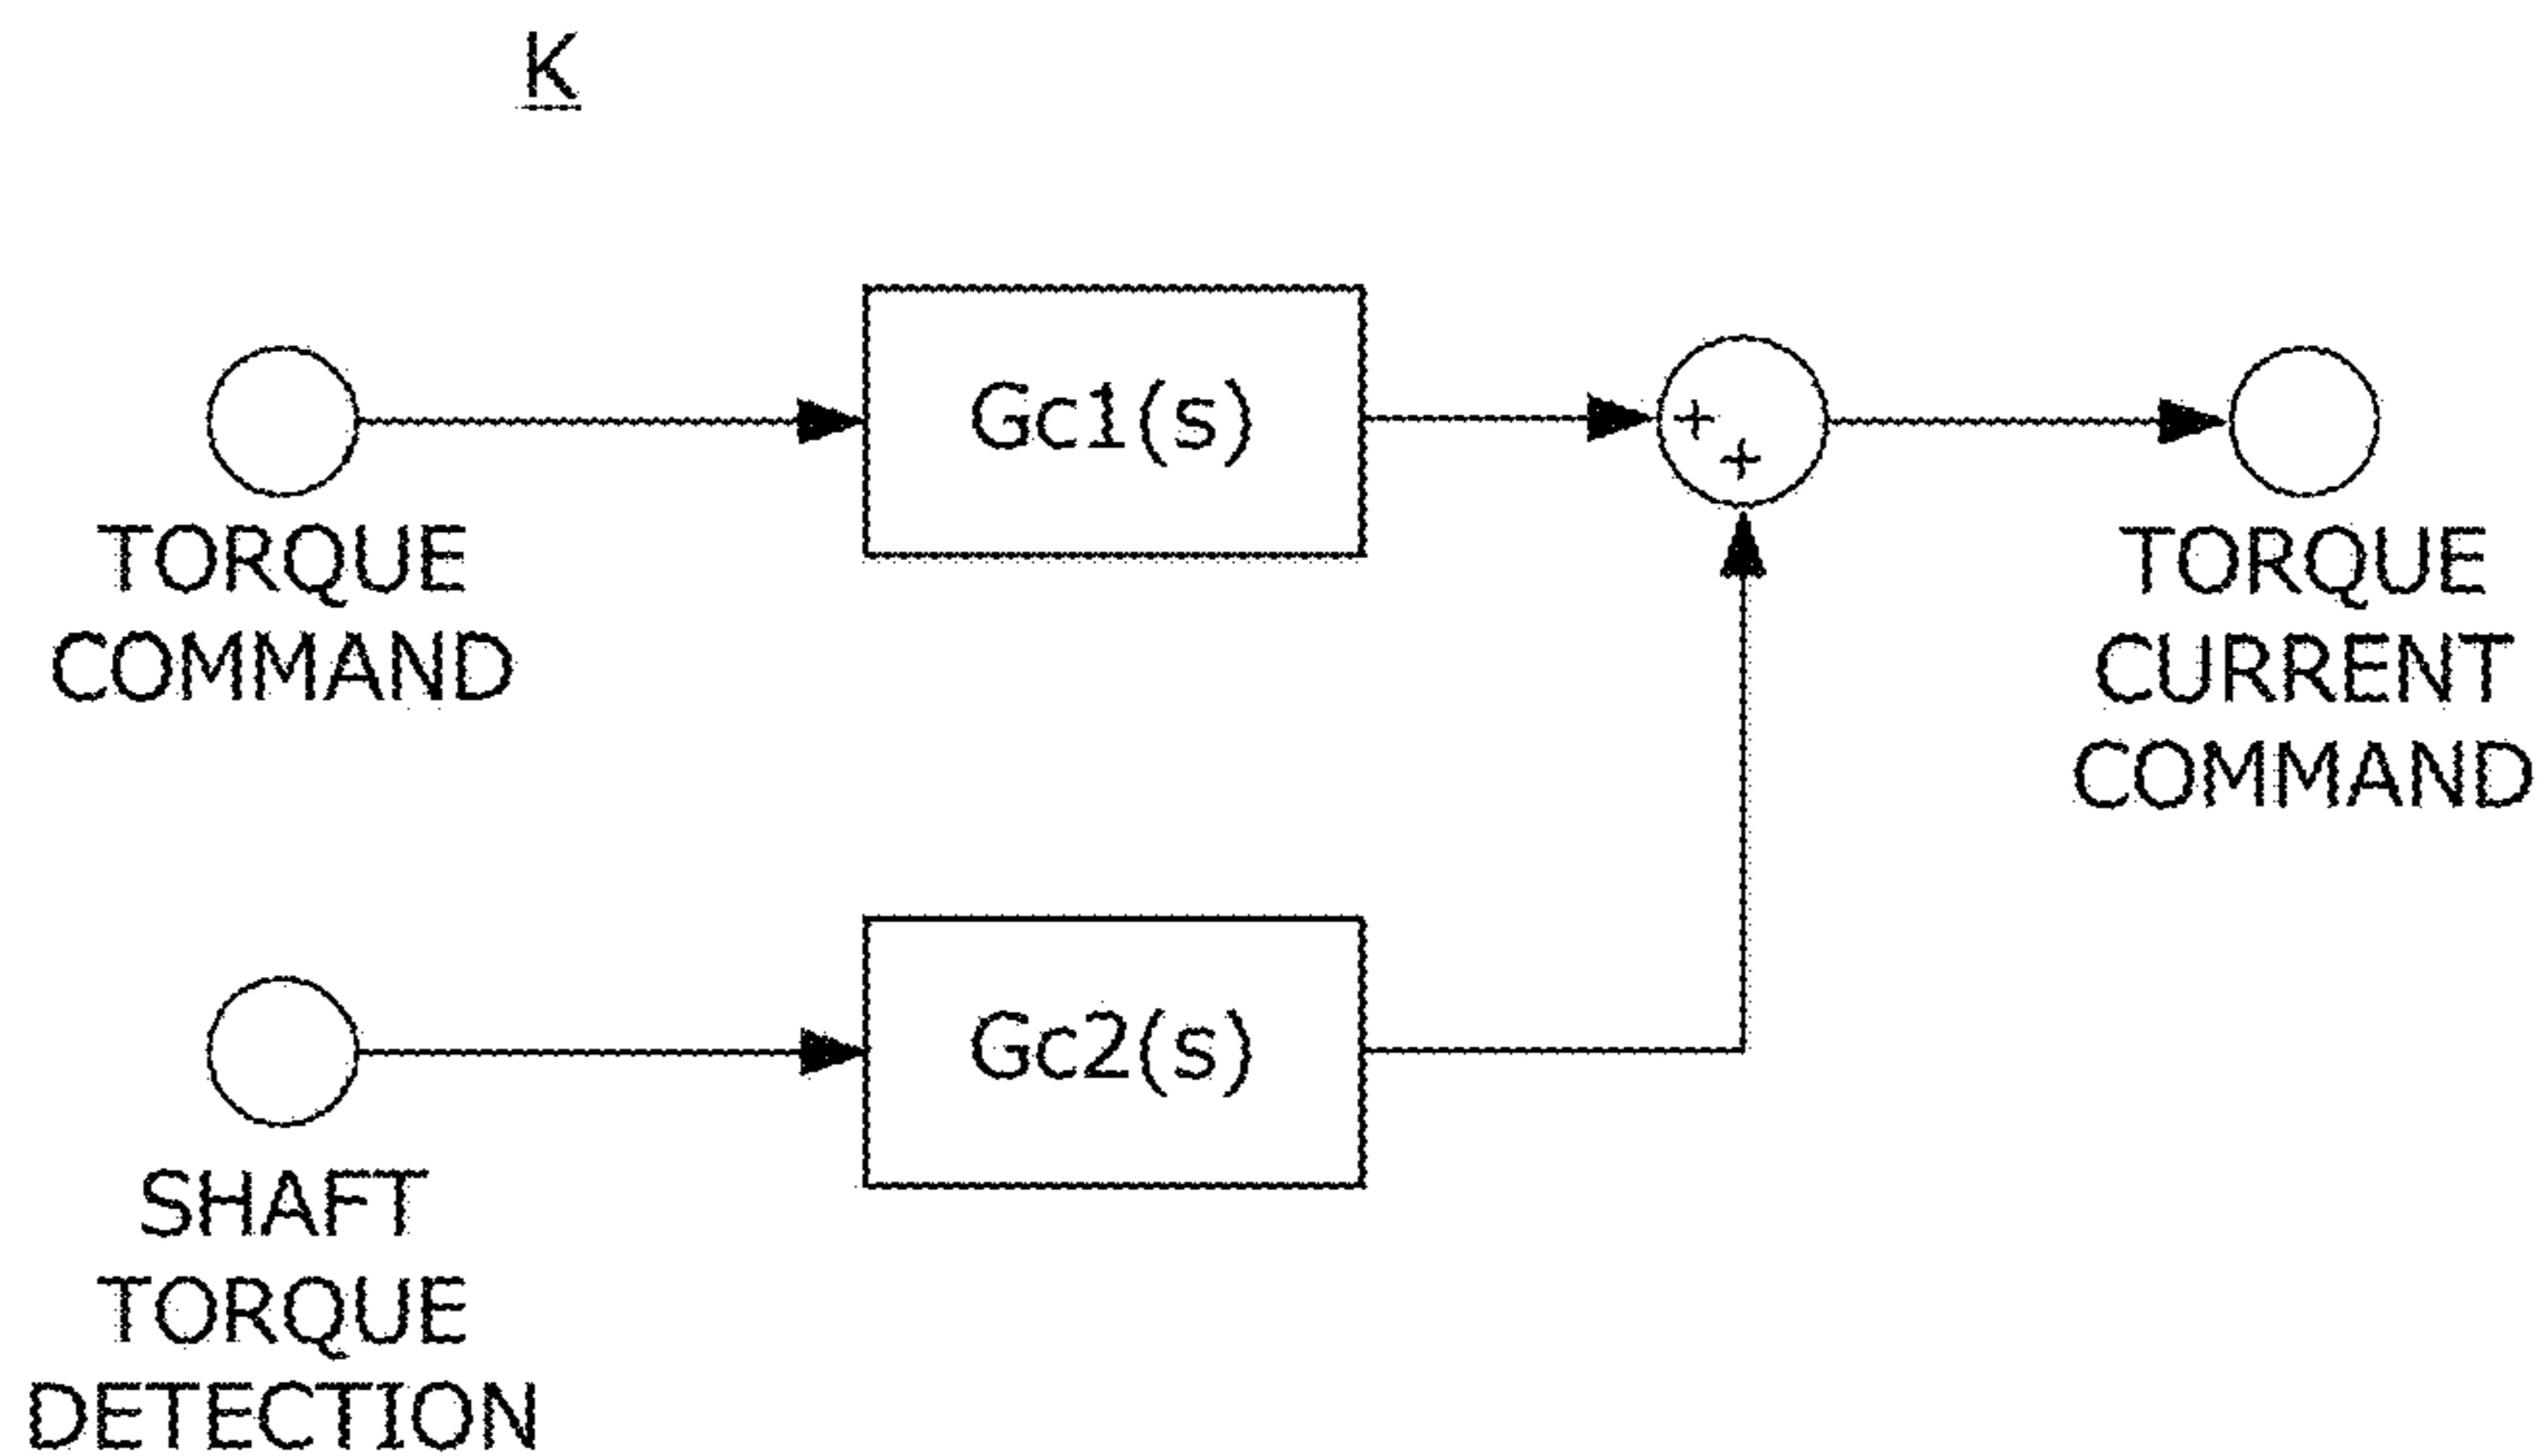 K
Gc1(s)
+
+
TORQUE
COMMAND
TORQUE
CURRENT
COMMAND
Gc2(s)
SHAFT
TORQUE
DETECTION